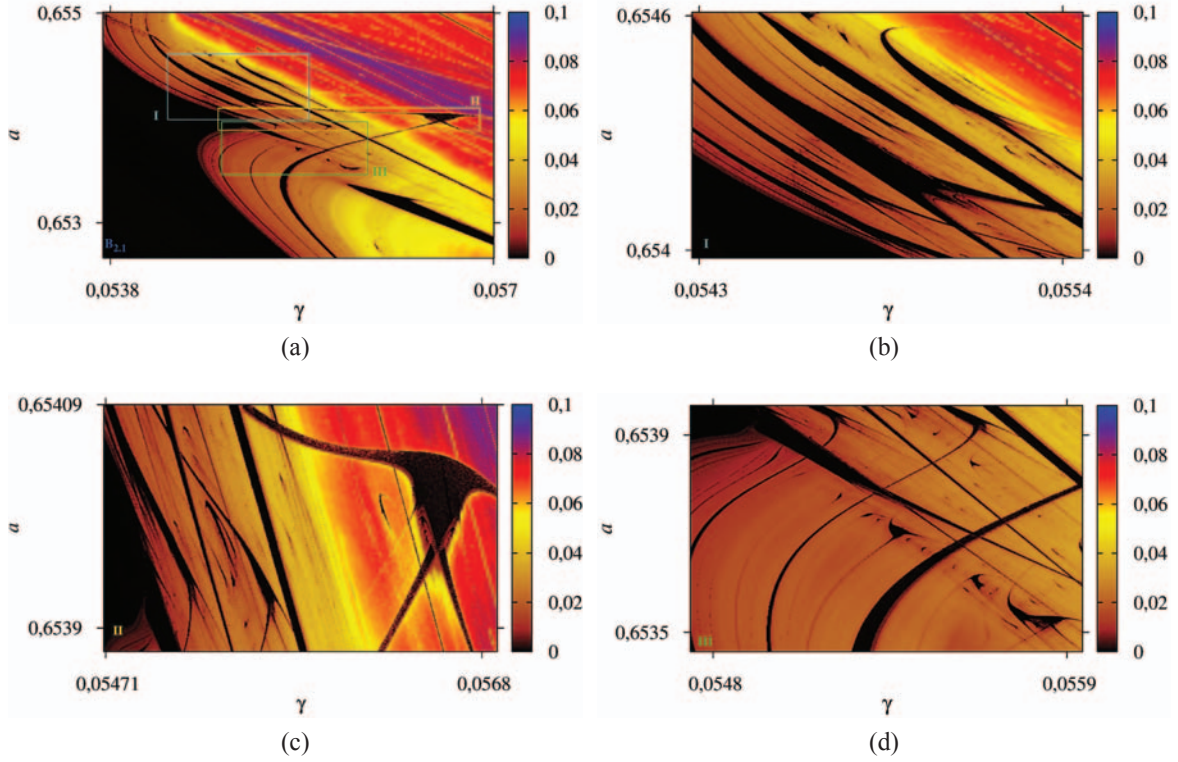 0,655
a
0,653
I
II
III
B2.1
0,0538
0,057
γ
0,1
0,08
0,06
0,04
0,02
0
(a)
0,6546
a
0,654
I
0,0543
0,0554
γ
0,1
0,08
0,06
0,04
0,02
0
(b)
0,65409
a
0,6539
II
0,05471
0,0568
γ
0,1
0,08
0,06
0,04
0,02
0
(c)
0,6539
a
0,6535
III
0,0548
0,0559
γ
0,1
0,08
0,06
0,04
0,02
0
(d)